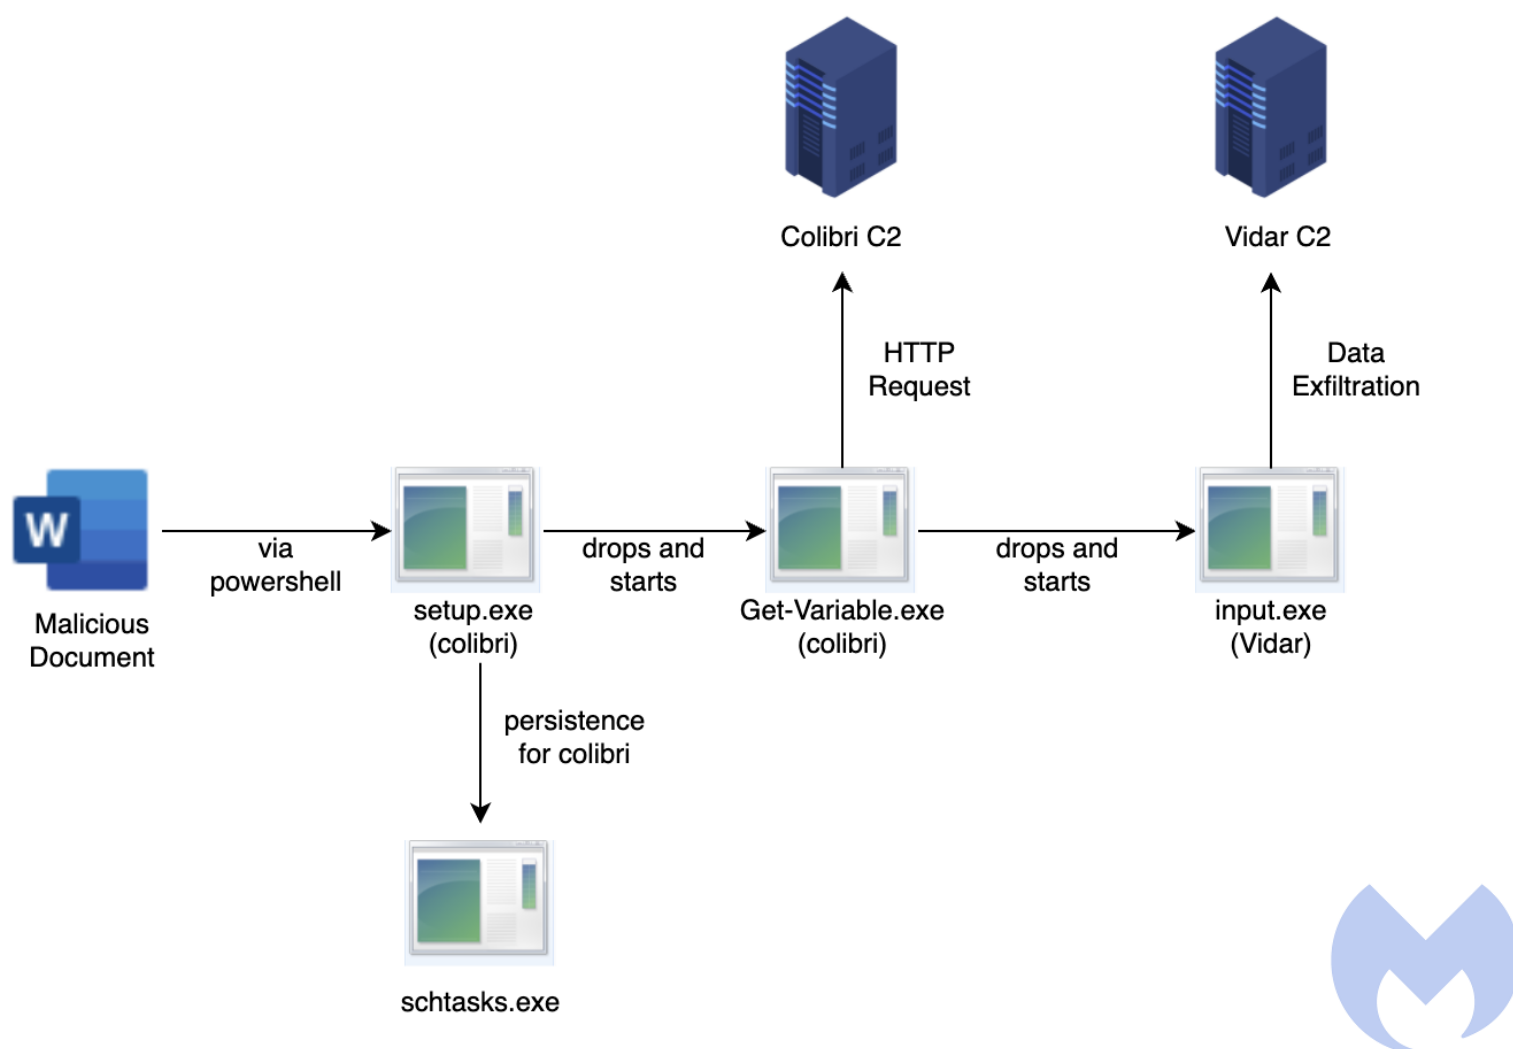 Colibri C2
Vidar C2
HTTP
Request
Data
Exfiltration
W
via
powershell
drops and
starts
drops and
starts
Malicious
Document
setup.exe
(colibri)
Get-Variable.exe
(colibri)
input.exe
(Vidar)
persistence
for colibri
schtasks.exe